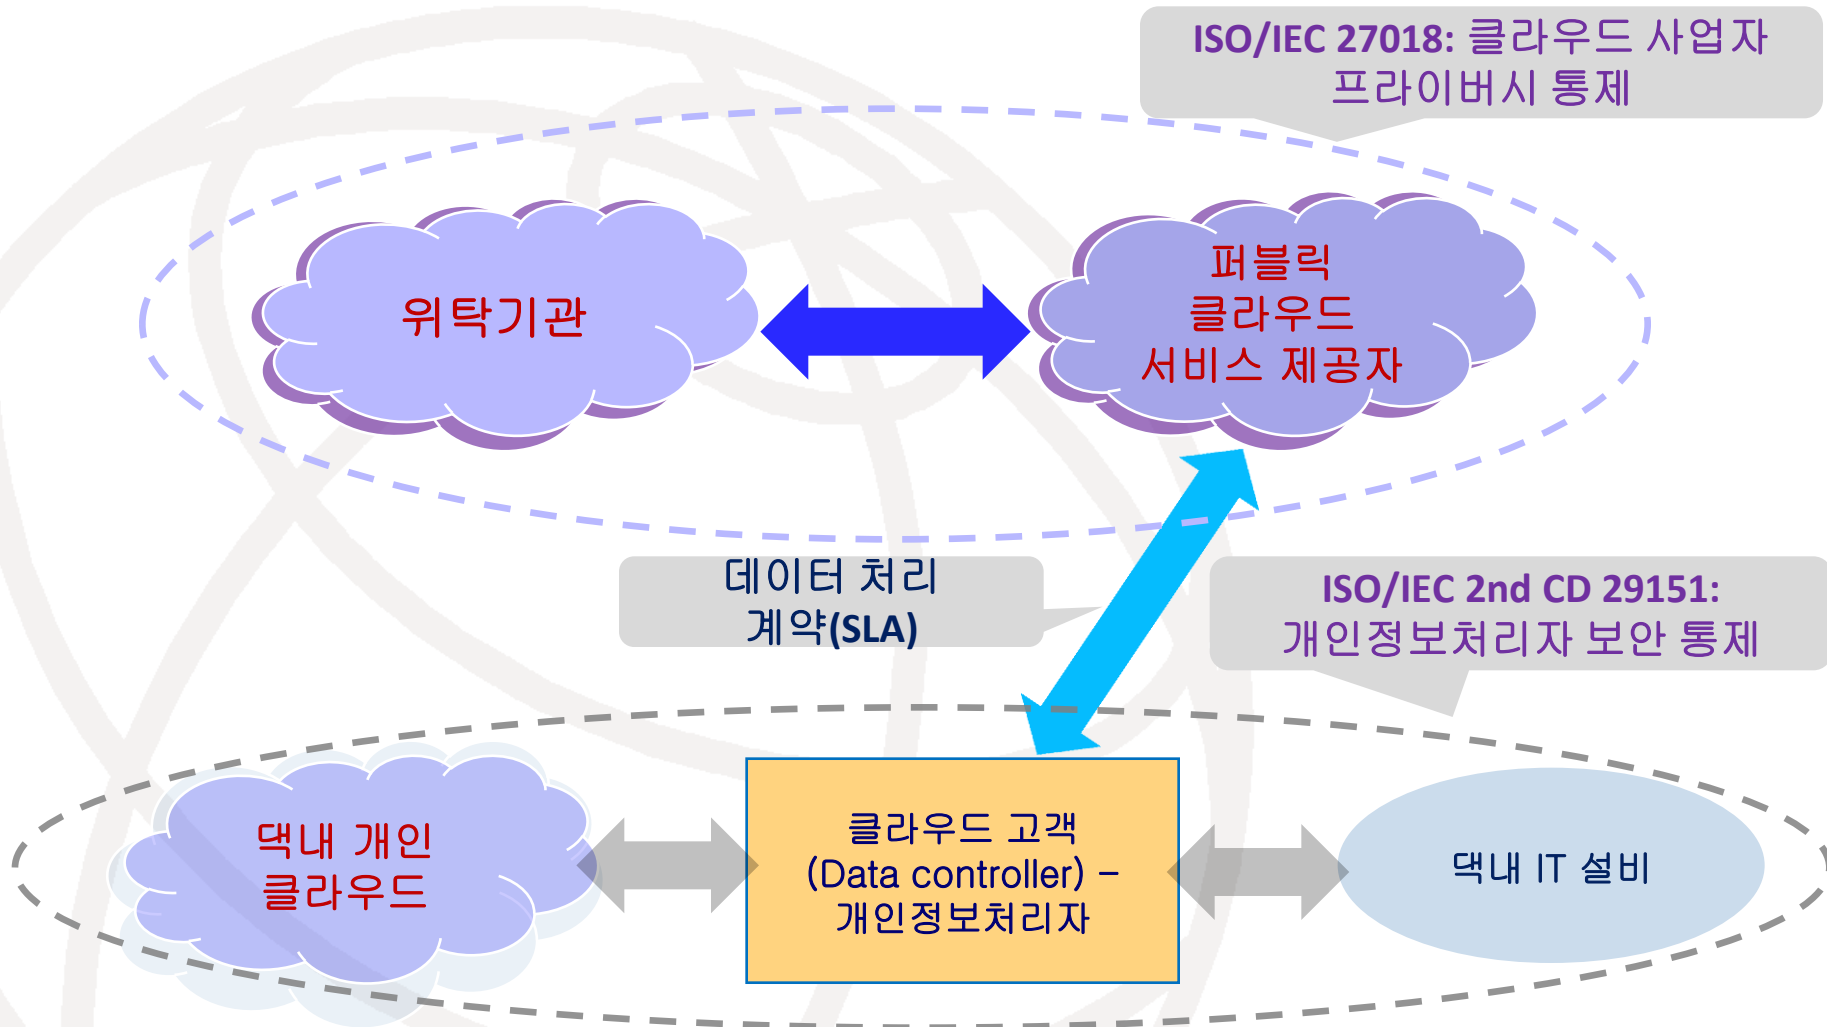 ISO/IEC 27018: 클라우드 사업자
프라이버시 통제
위탁기관
퍼블릭
클라우드
서비스 제공자
데이터 처리
계약(SLA)
ISO/IEC 2nd CD 29151:
개인정보처리자 보안 통제
댁내 개인
클라우드
클라우드 고객
(Data controller) –
개인정보처리자
댁내 IT 설비